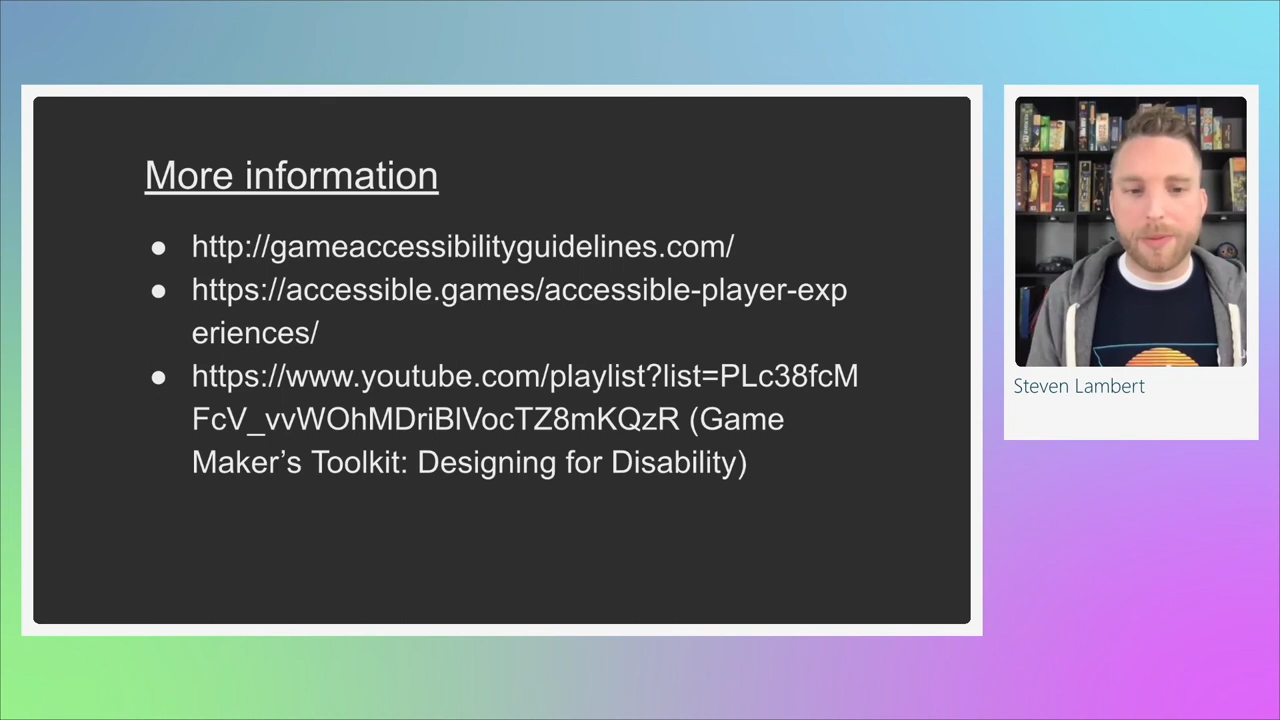 More information
● http://gameaccessibilityguidelines.com/
● https://accessible.games/accessible-player-exp
eriences/
● https://www.youtube.com/playlist?list=PLc38fcM
FcV_vvWOhMDriBlVocTZ8mKQzR (Game
Maker’s Toolkit: Designing for Disability)
Steven Lambert